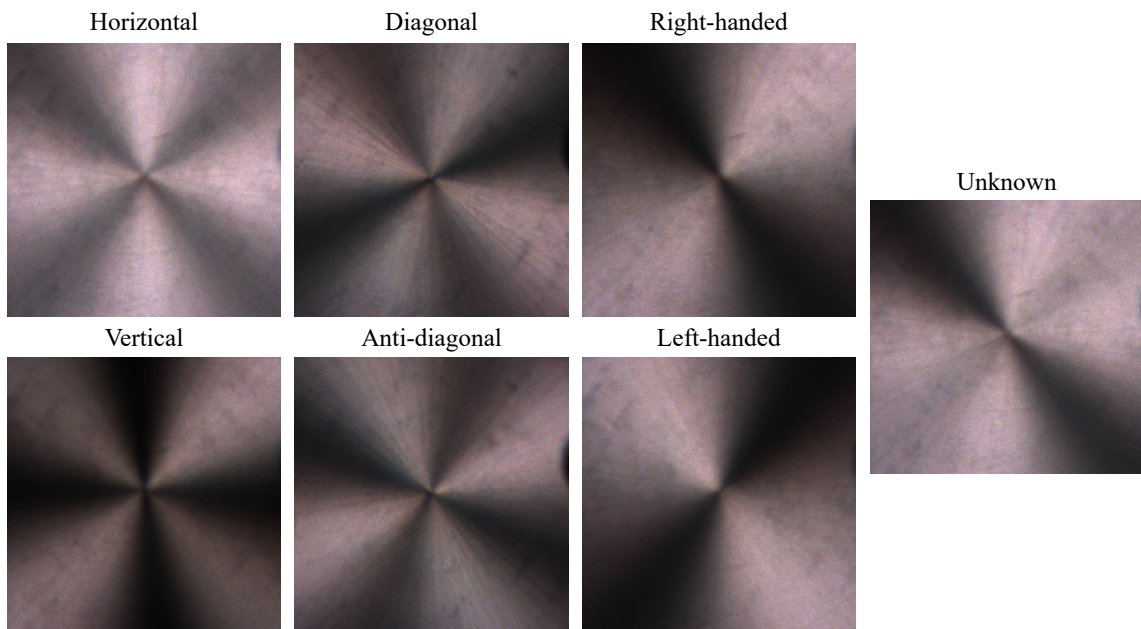 Horizontal
Diagonal
Right-handed
Unknown
Vertical
Anti-diagonal
Left-handed